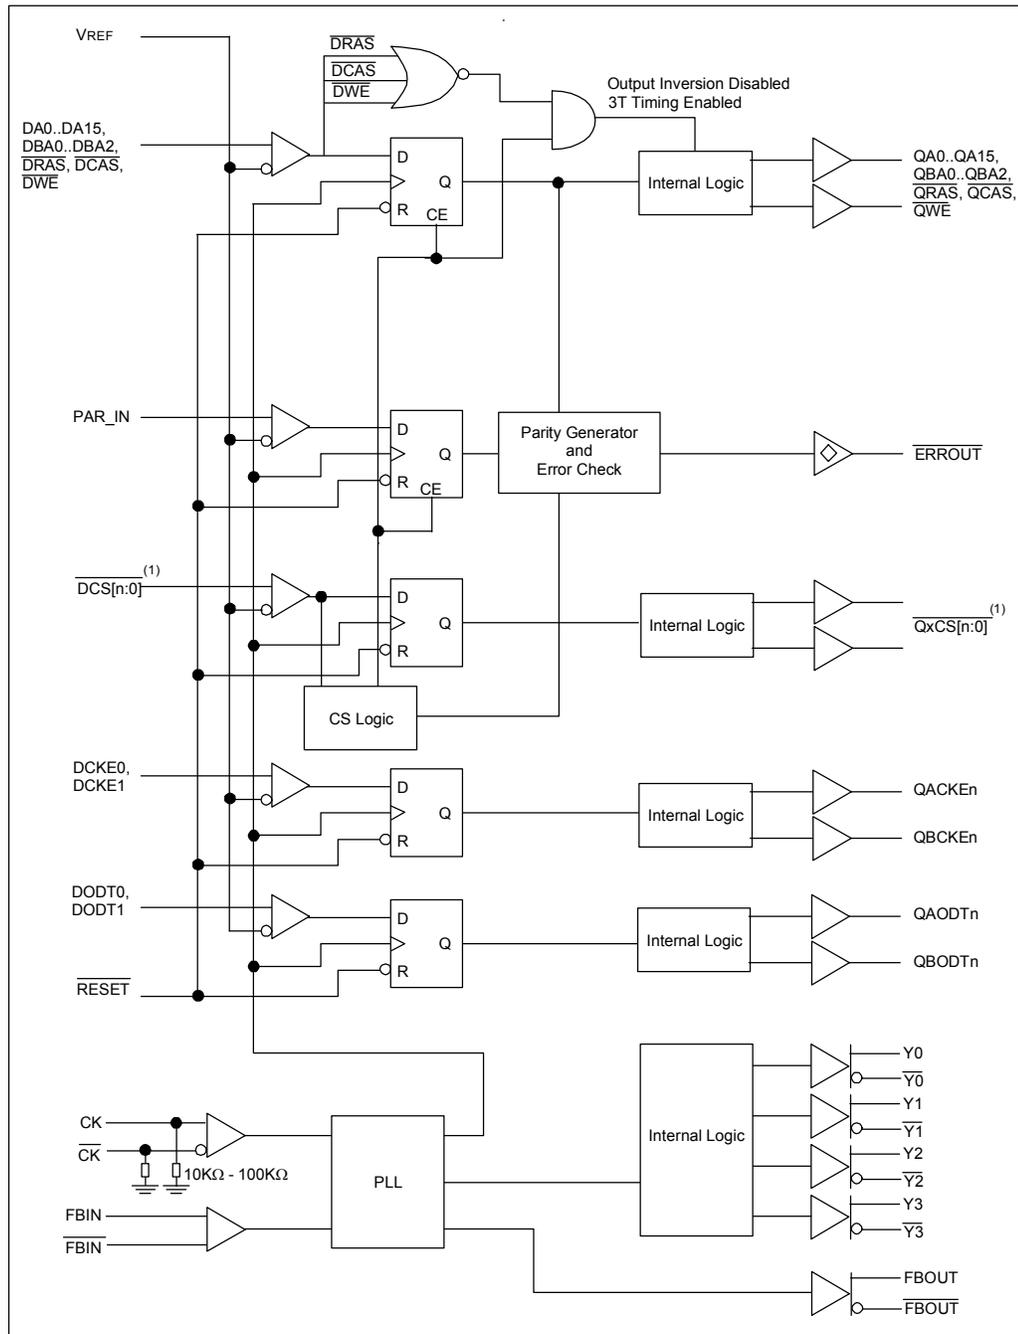 VREF
DRAS
DCAS
DWE
Output Inversion Disabled
3T Timing Enabled
DA0..DA15,
DBA0..DBA2,
DRAS, DCAS,
DWE
D
Q
R
CE
Internal Logic
QA0..QA15,
QBA0..QBA2,
QRAS, QCAS,
QWE
PAR_IN
D
Q
R
CE
Parity Generator
and
Error Check
ERROUT
DCS[n:0](1)
D
Q
R
Internal Logic
QxCS[n:0](1)
CS Logic
DCKE0,
DCKE1
D
Q
R
Internal Logic
QACKEn
QBCKEn
DODT0,
DODT1
D
Q
R
Internal Logic
QAODTn
QBODTn
RESET
CK
CK
10KΩ - 100KΩ
FBIN
FBIN
PLL
Internal Logic
Y0
Y0
Y1
Y1
Y2
Y2
Y3
Y3
FBOUT
FBOUT